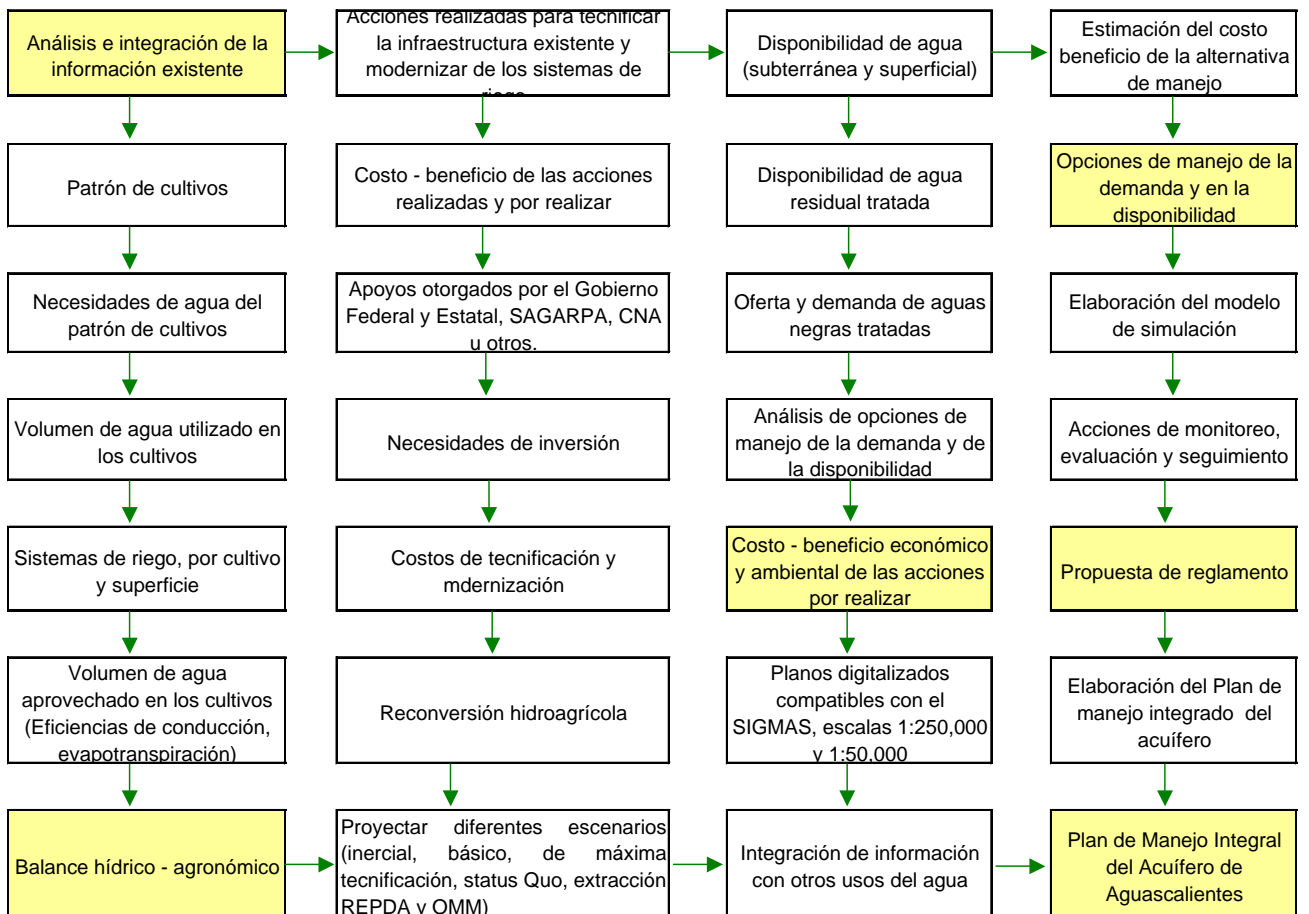 Análisis e integración de la
información existente
Acciones realizadas para tecnificar
la infraestructura existente y
modernizar de los sistemas de
riego
Disponibilidad de agua
(subterránea y superficial)
Estimación del costo
beneficio de la alternativa
de manejo
Patrón de cultivos
Costo - beneficio de las acciones
realizadas y por realizar
Disponibilidad de agua
residual tratada
Opciones de manejo de la
demanda y en la
disponibilidad
Necesidades de agua del
patrón de cultivos
Apoyos otorgados por el Gobierno
Federal y Estatal, SAGARPA, CNA
u otros.
Oferta y demanda de aguas
negras tratadas
Elaboración del modelo
de simulación
Volumen de agua utilizado en
los cultivos
Necesidades de inversión
Análisis de opciones de
manejo de la demanda y de
la disponibilidad
Acciones de monitoreo,
evaluación y seguimiento
Sistemas de riego, por cultivo
y superficie
Costos de tecnificación y
mdernización
Costo - beneficio económico
y ambiental de las acciones
por realizar
Propuesta de reglamento
Volumen de agua
aprovechado en los cultivos
(Eficiencias de conducción,
evapotranspiración)
Reconversión hidroagrícola
Planos digitalizados
compatibles con el
SIGMAS, escalas 1:250,000
y 1:50,000
Elaboración del Plan de
manejo integrado del
acuífero
Balance hídrico - agronómico
Proyectar diferentes escenarios
(inercial, básico, de máxima
tecnificación, status Quo, extracción
REPDA y OMM)
Integración de información
con otros usos del agua
Plan de Manejo Integral
del Acuífero de
Aguascalientes